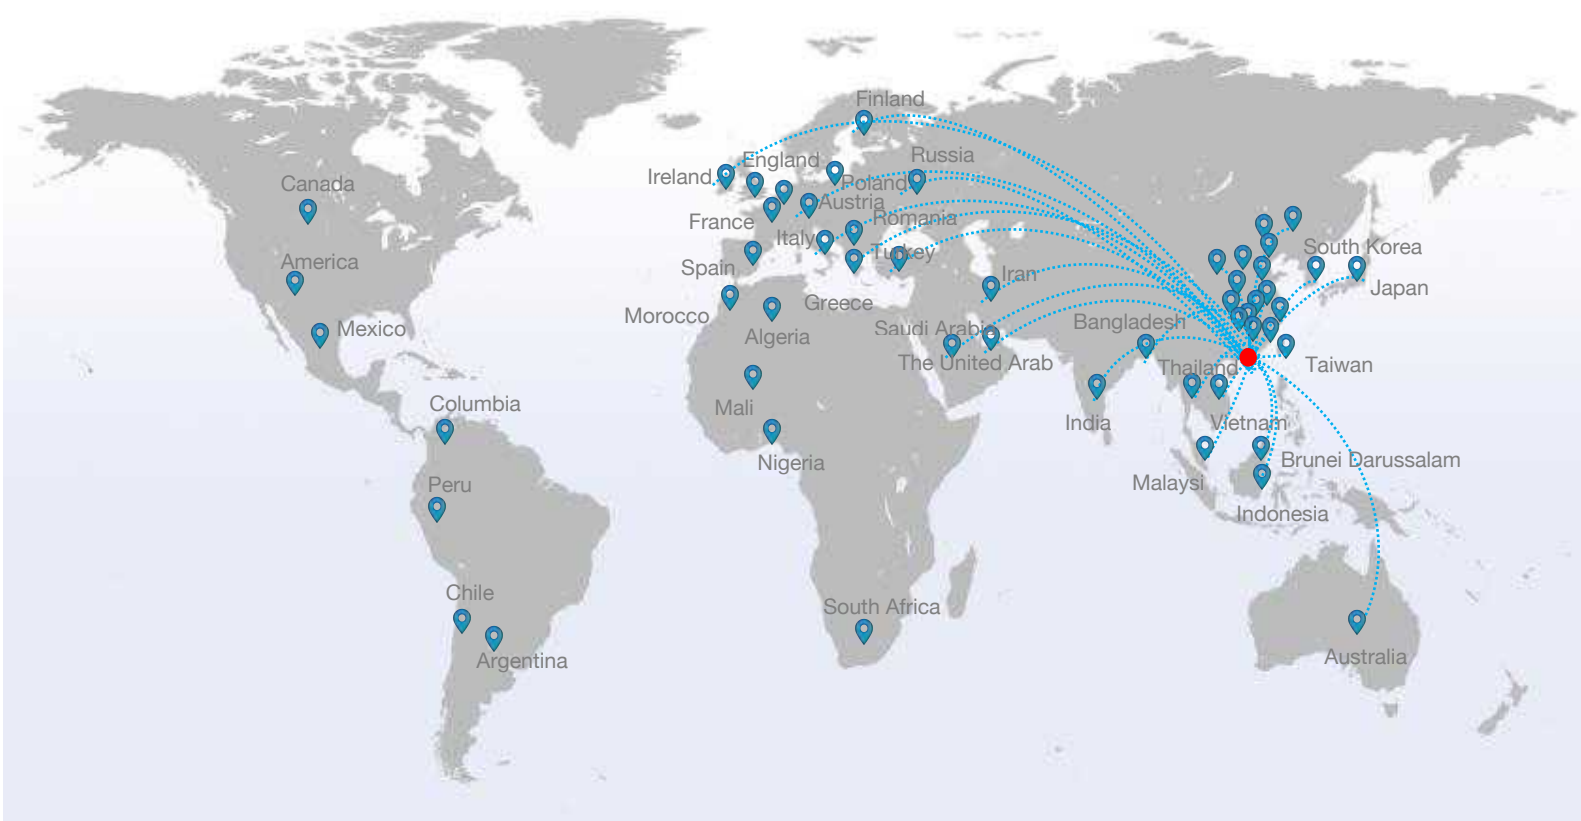 Finland
England
Russia
Ireland
Poland
Canada
Austria
France
Romania
Italy
South Korea
Turkey
America
Spain
Iran
Japan
Greece
Morocco
Bangladesh
Mexico
Algeria
Saudi Arabia
The United Arab
Thailand
Taiwan
Columbia
Mali
India
Vietnam
Nigeria
Brunei Darussalam
Peru
Malaysi
Indonesia
Chile
South Africa
Argentina
Australia